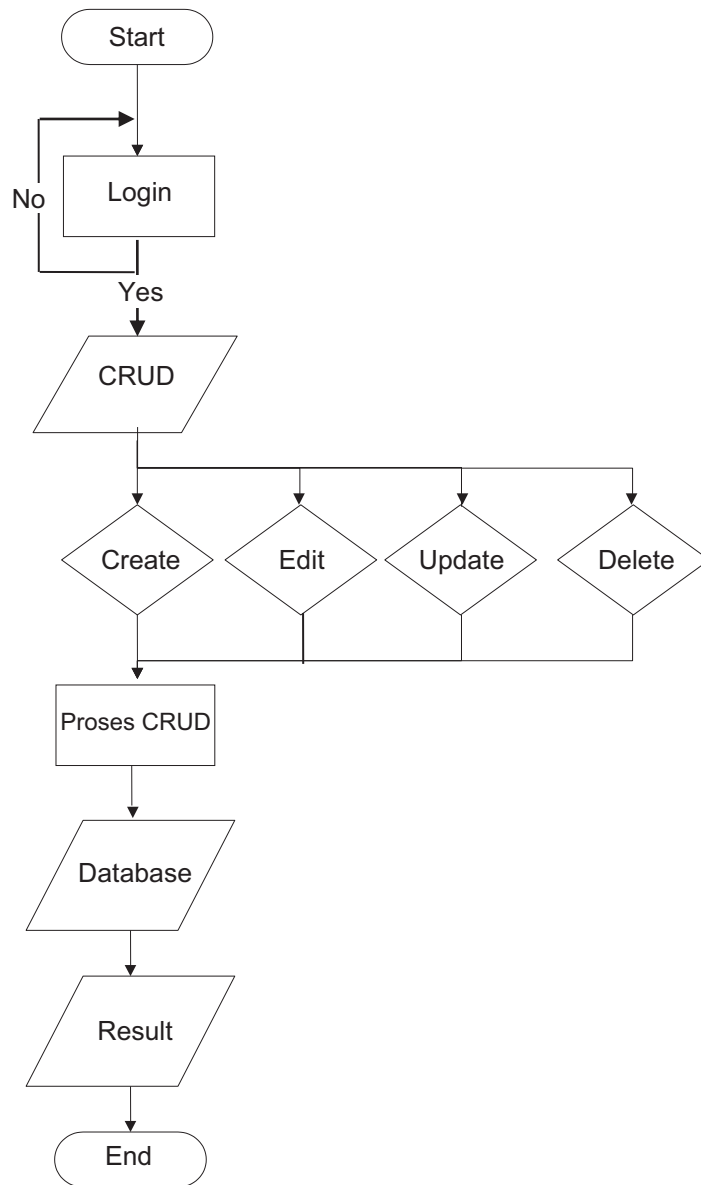 Start
No
Login
Yes
CRUD
Create
Edit
Update
Delete
Proses CRUD
Database
Result
End